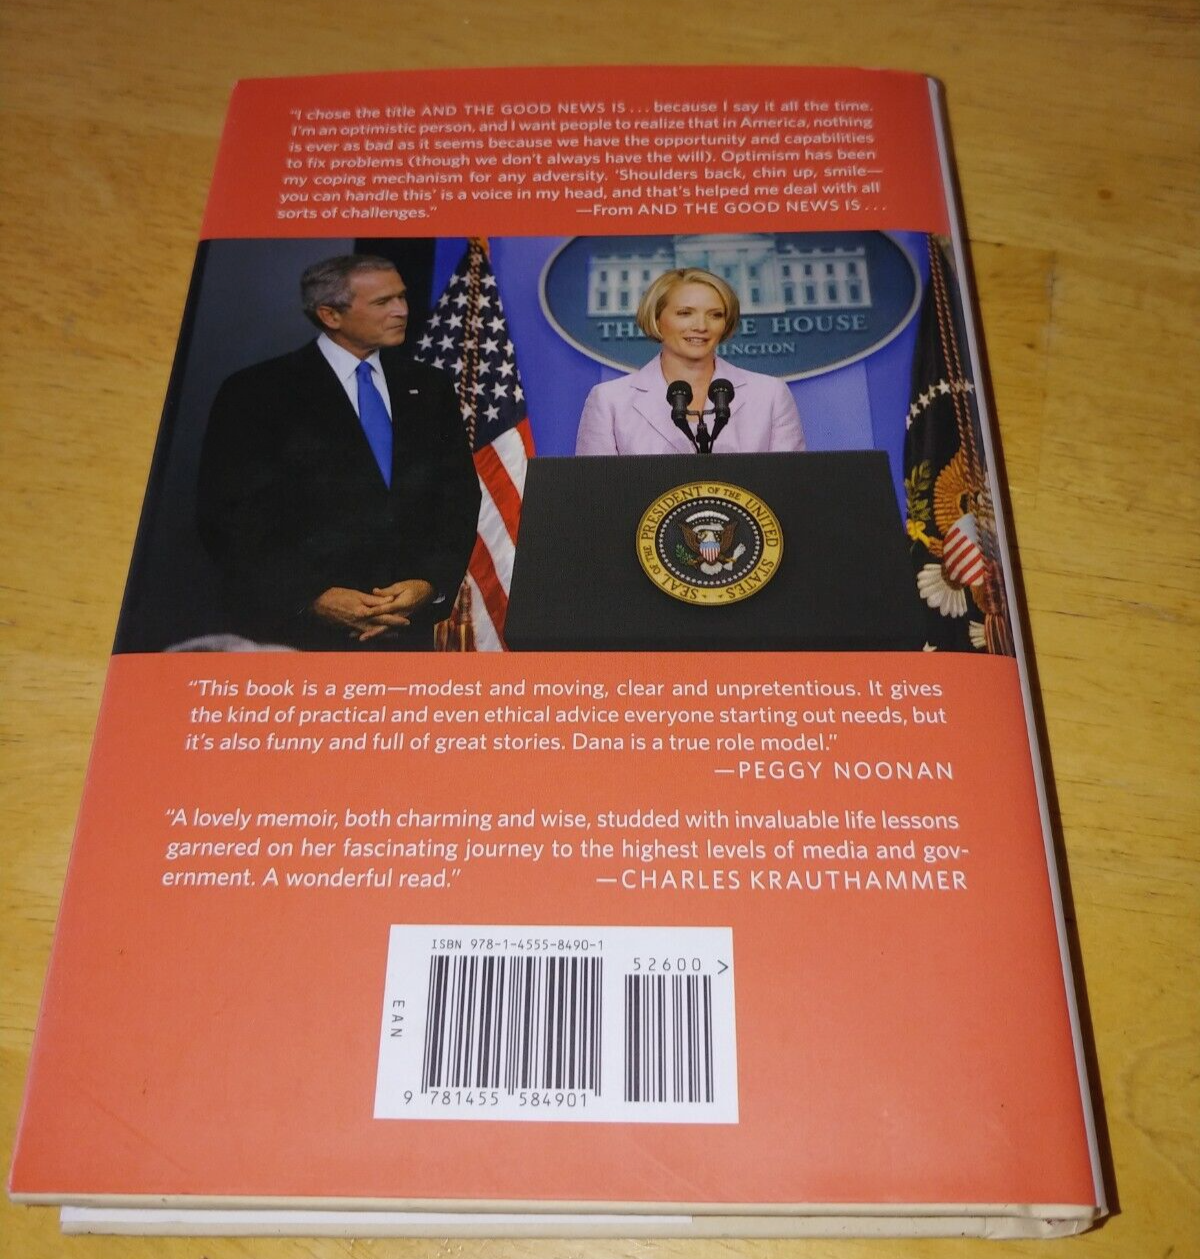 "I chose the title AND THE GOOD NEWS IS... because I say it all the time.
I'm an optimistic person, and I want people to realize that in America, nothing
is ever as bad as it seems because we have the opportunity and capabilities
to fix problems (though we don't always have the will). Optimism has been
my coping mechanism for any adversity. 'Shoulders back, chin up, smile—
you can handle this' is a voice in my head, and that's helped me deal with all
sorts of challenges." —From AND THE GOOD NEWS IS...
THE HOUSE
SEAL OF THE PRESIDENT OF THE UNITED STATES
"This book is a gem—modest and moving, clear and unpretentious. It gives
the kind of practical and even ethical advice everyone starting out needs, but
it's also funny and full of great stories. Dana is a true role model."
—PEGGY NOONAN
"A lovely memoir, both charming and wise, studded with invaluable life lessons
garnered on her fascinating journey to the highest levels of media and gov-
ernment. A wonderful read." —CHARLES KRAUTHAMMER
ISBN 978-1-4555-8490-1
52600 >
EAN
9 781455 584901